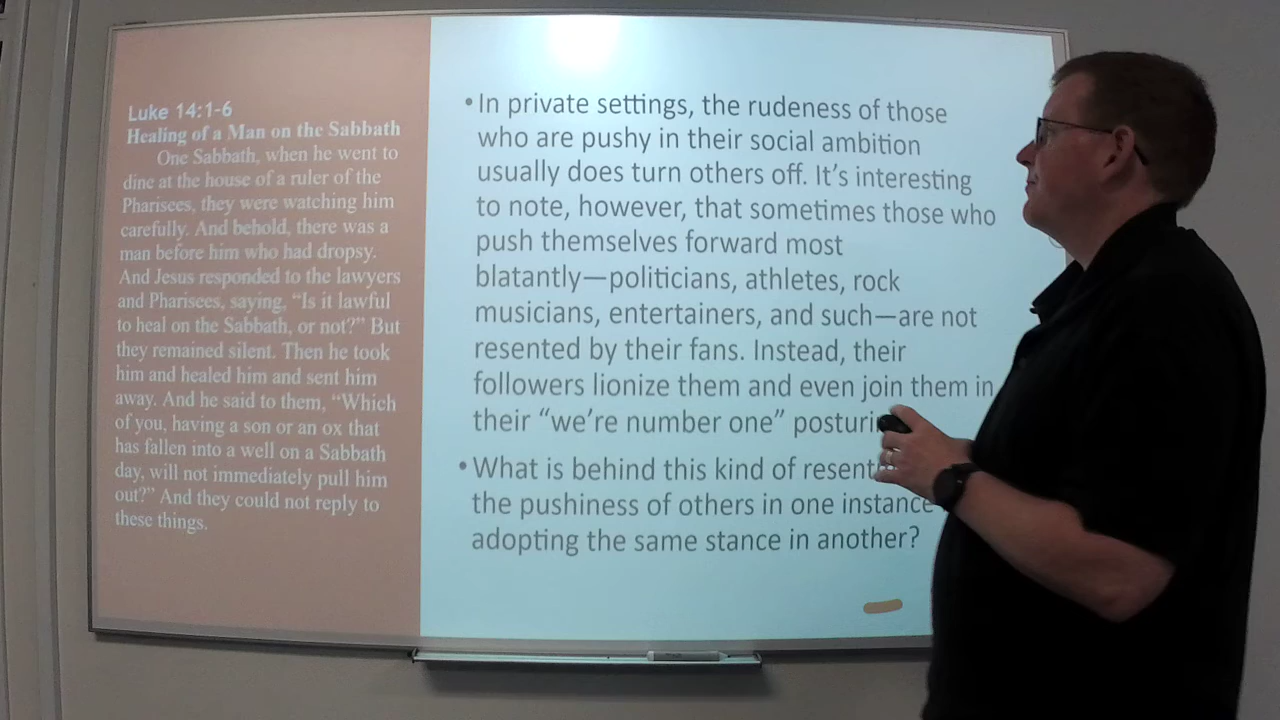 Luke 14:1-6
Healing of a Man on the Sabbath
One Sabbath, when he went to
dine at the house of a ruler of the
Pharisees, they were watching him
carefully. And behold, there was a
man before him who had dropsy.
And Jesus responded to the lawyers
and Pharisees, saying, “Is it lawful
to heal on the Sabbath, or not?” But
they remained silent. Then he took
him and healed him and sent him
away. And he said to them, “Which
of you, having a son or an ox that
has fallen into a well on a Sabbath
day, will not immediately pull him
out?” And they could not reply to
these things.
• In private settings, the rudeness of those
who are pushy in their social ambition
usually does turn others off. It’s interesting
to note, however, that sometimes those who
push themselves forward most
blatantly—politicians, athletes, rock
musicians, entertainers, and such—are not
resented by their fans. Instead, their
followers lionize them and even join them in
their “we’re number one”
• What is behind this kind of
the pushiness of others in one instance
adopting the same stance in another?